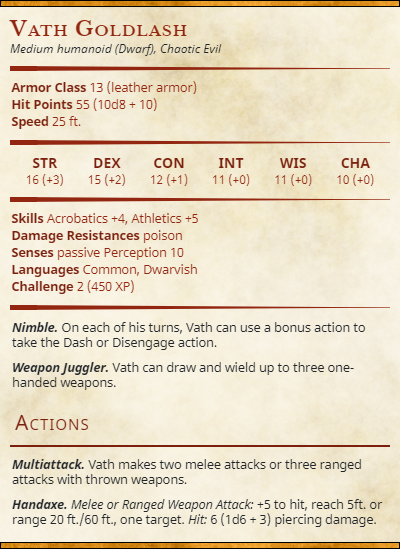 Vath Goldlash
Medium humanoid (Dwarf), Chaotic Evil
Armor Class 13 (leather armor)
Hit Points 55 (10d8 + 10)
Speed 25 ft.
STR DEX CON INT WIS CHA
16 (+3) 15 (+2) 12 (+1) 11 (+0) 11 (+0) 10 (+0)
Skills Acrobatics +4, Athletics +5
Damage Resistances poison
Senses passive Perception 10
Languages Common, Dwarvish
Challenge 2 (450 XP)
Nimble. On each of his turns, Vath can use a bonus action to
take the Dash or Disengage action.
Weapon Juggler. Vath can draw and wield up to three one-
handed weapons.
Actions
Multiattack. Vath makes two melee attacks or three ranged
attacks with thrown weapons.
Handaxe. Melee or Ranged Weapon Attack: +5 to hit, reach 5ft. or
range 20 ft./60 ft., one target. Hit: 6 (1d6 + 3) piercing damage.